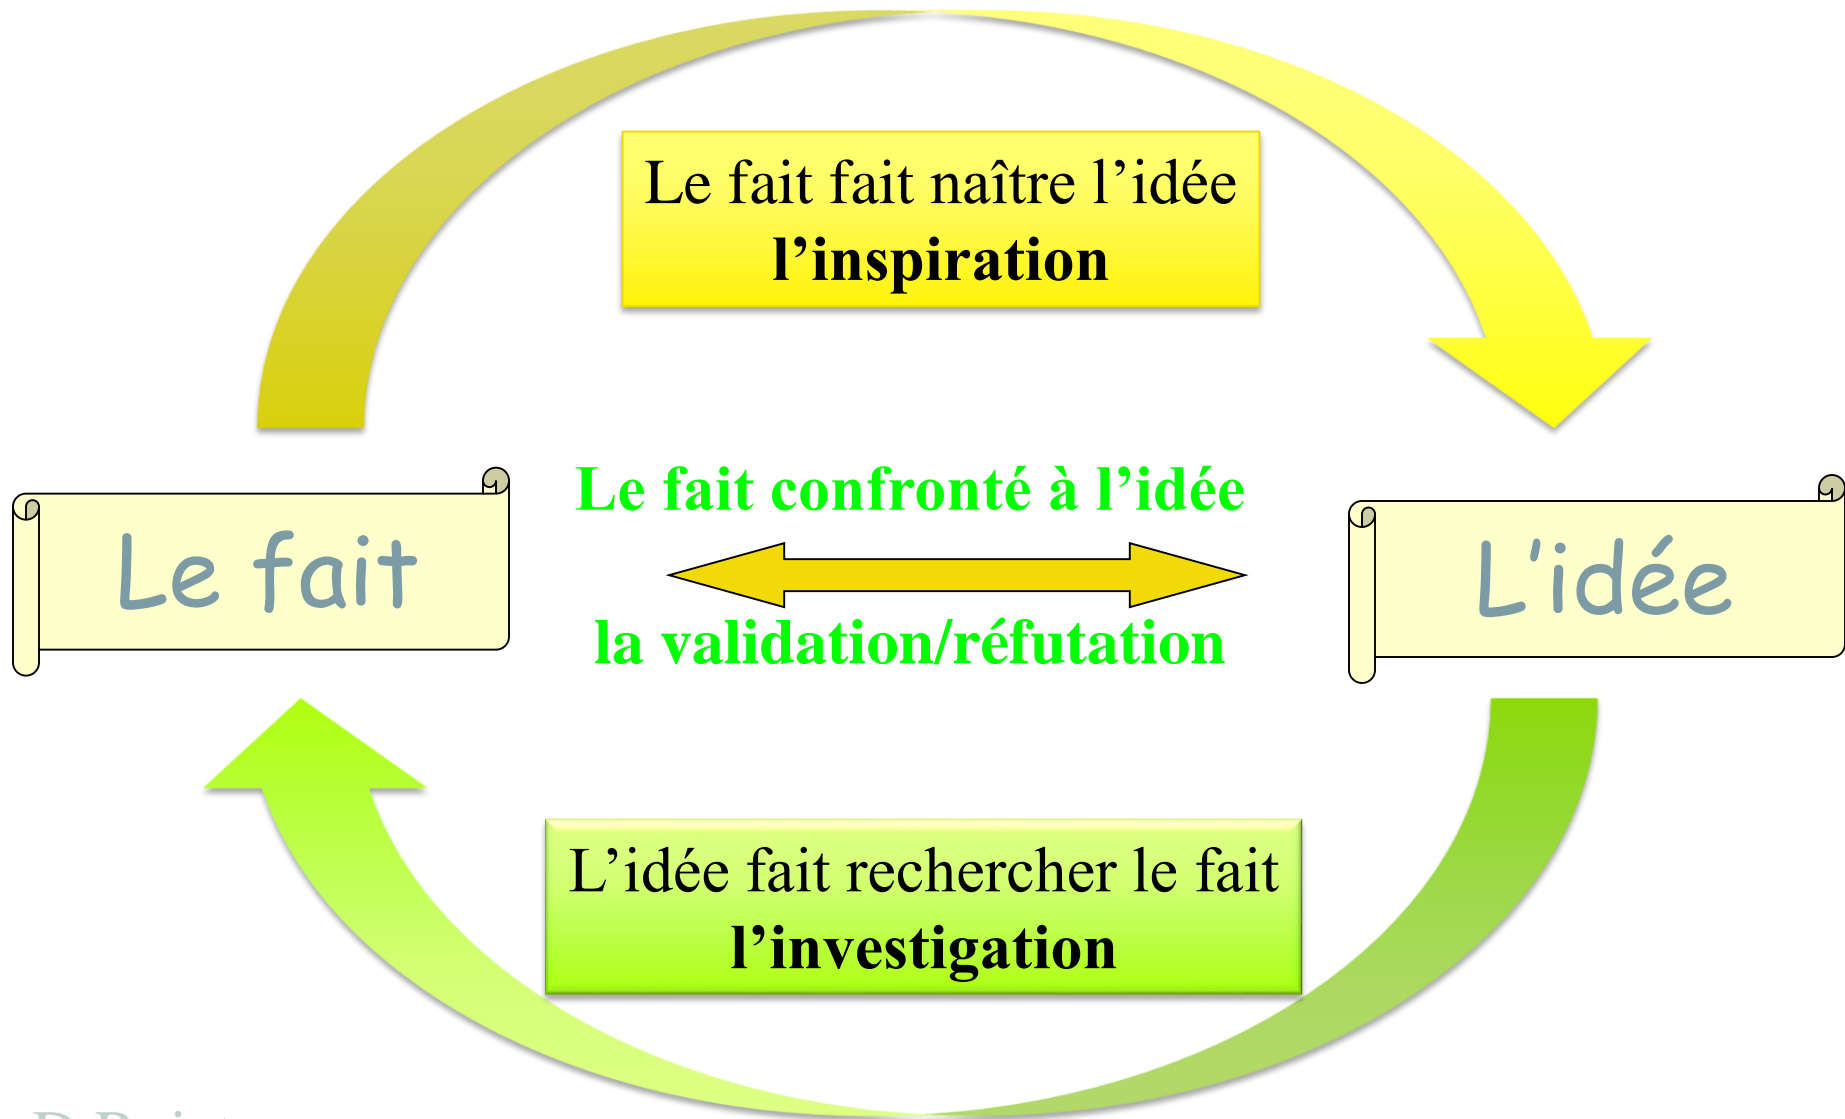 Le fait fait naître l’idée
l’inspiration
Le fait confronté à l’idée
Le fait
L’idée
la validation/réfutation
L’idée fait rechercher le fait
l’investigation